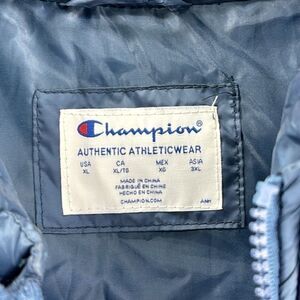 Champion®
AUTHENTIC ATHLETICWEAR
USA CA MEX ASIA
XL XL/TG XG 3XL
MADE IN CHINA
FABRIQUÉ EN CHINE
HECHO EN CHINA
CHAMPION.COM ANH